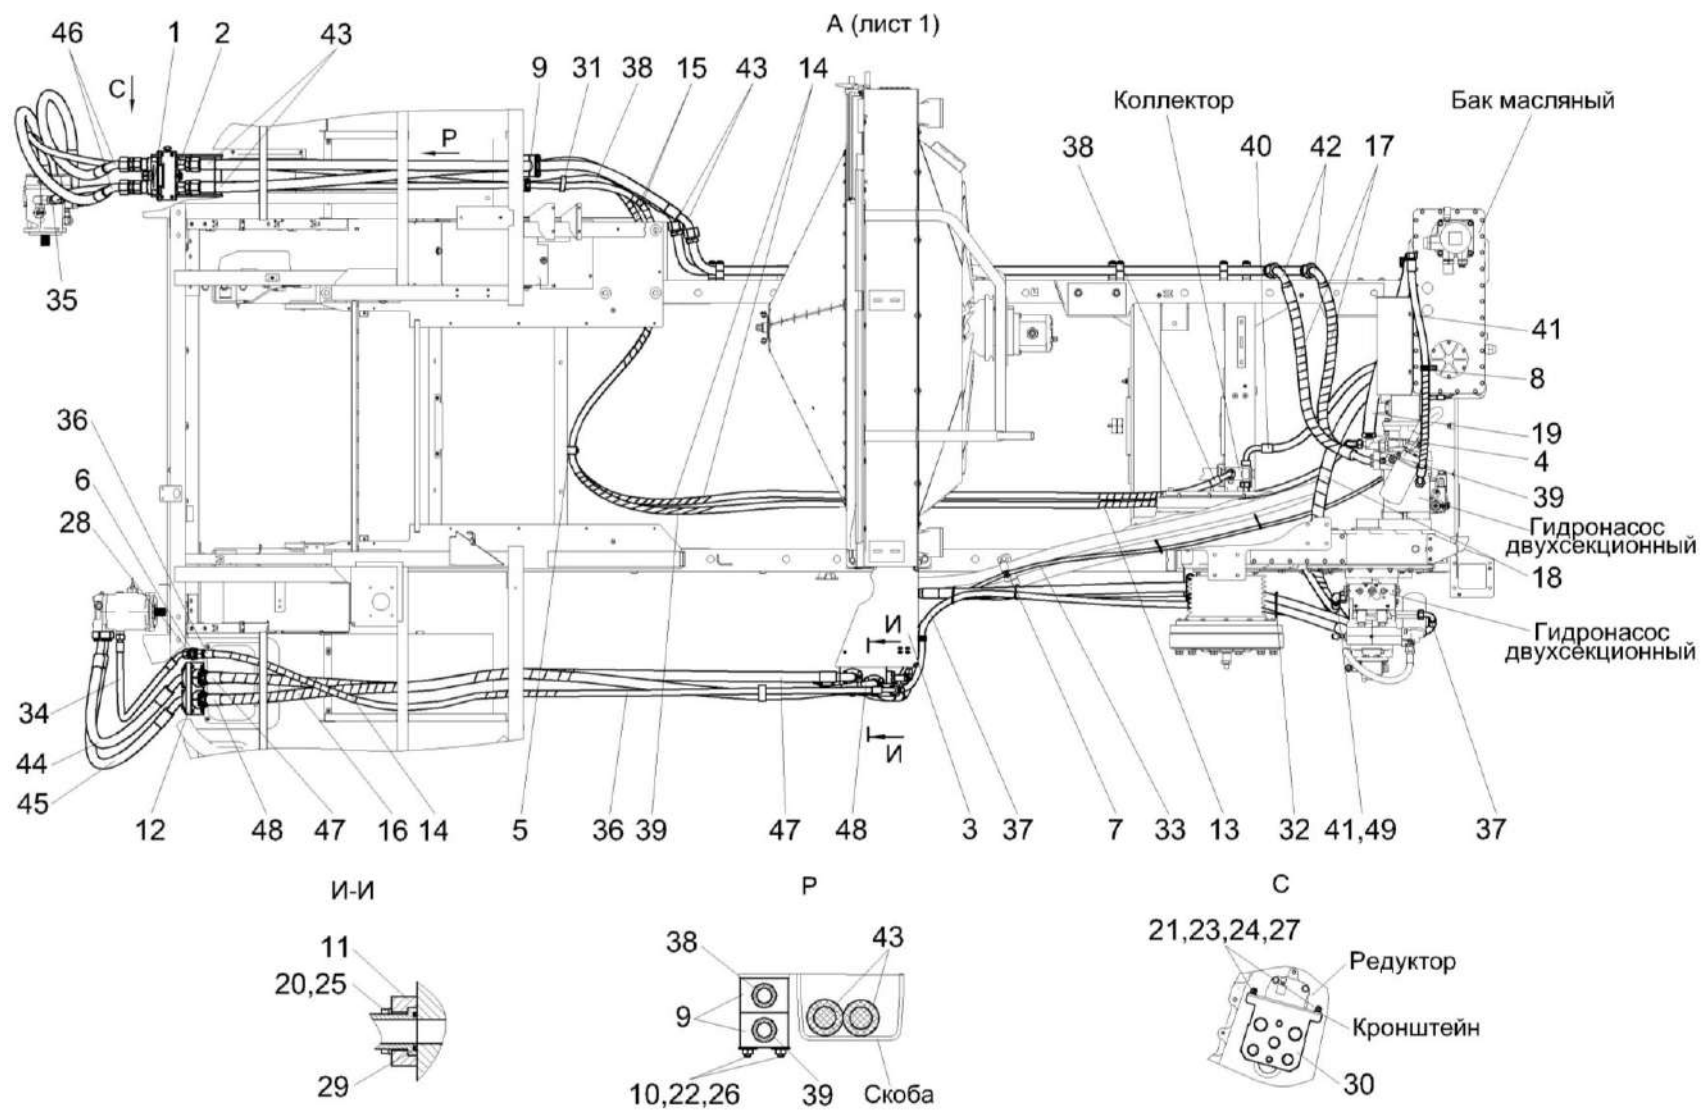 А (лист 1)
46 1 2 43 9 31 38 15 43 14
С
Р
Коллектор
Бак масляный
38 40 42 17
35
41
8
36
19
6
4
28
39
Гидронасос
двухсекционный
18
И
Гидронасос
двухсекционный
34
44
И
45
12 48 47 16 14 5 36 39 47 48 3 37 7 33 13 32 41,49 37
И-И
Р
С
11
20,25
29
38
43
9
10,22,26
39
Скоба
21,23,24,27
Редуктор
Кронштейн
30